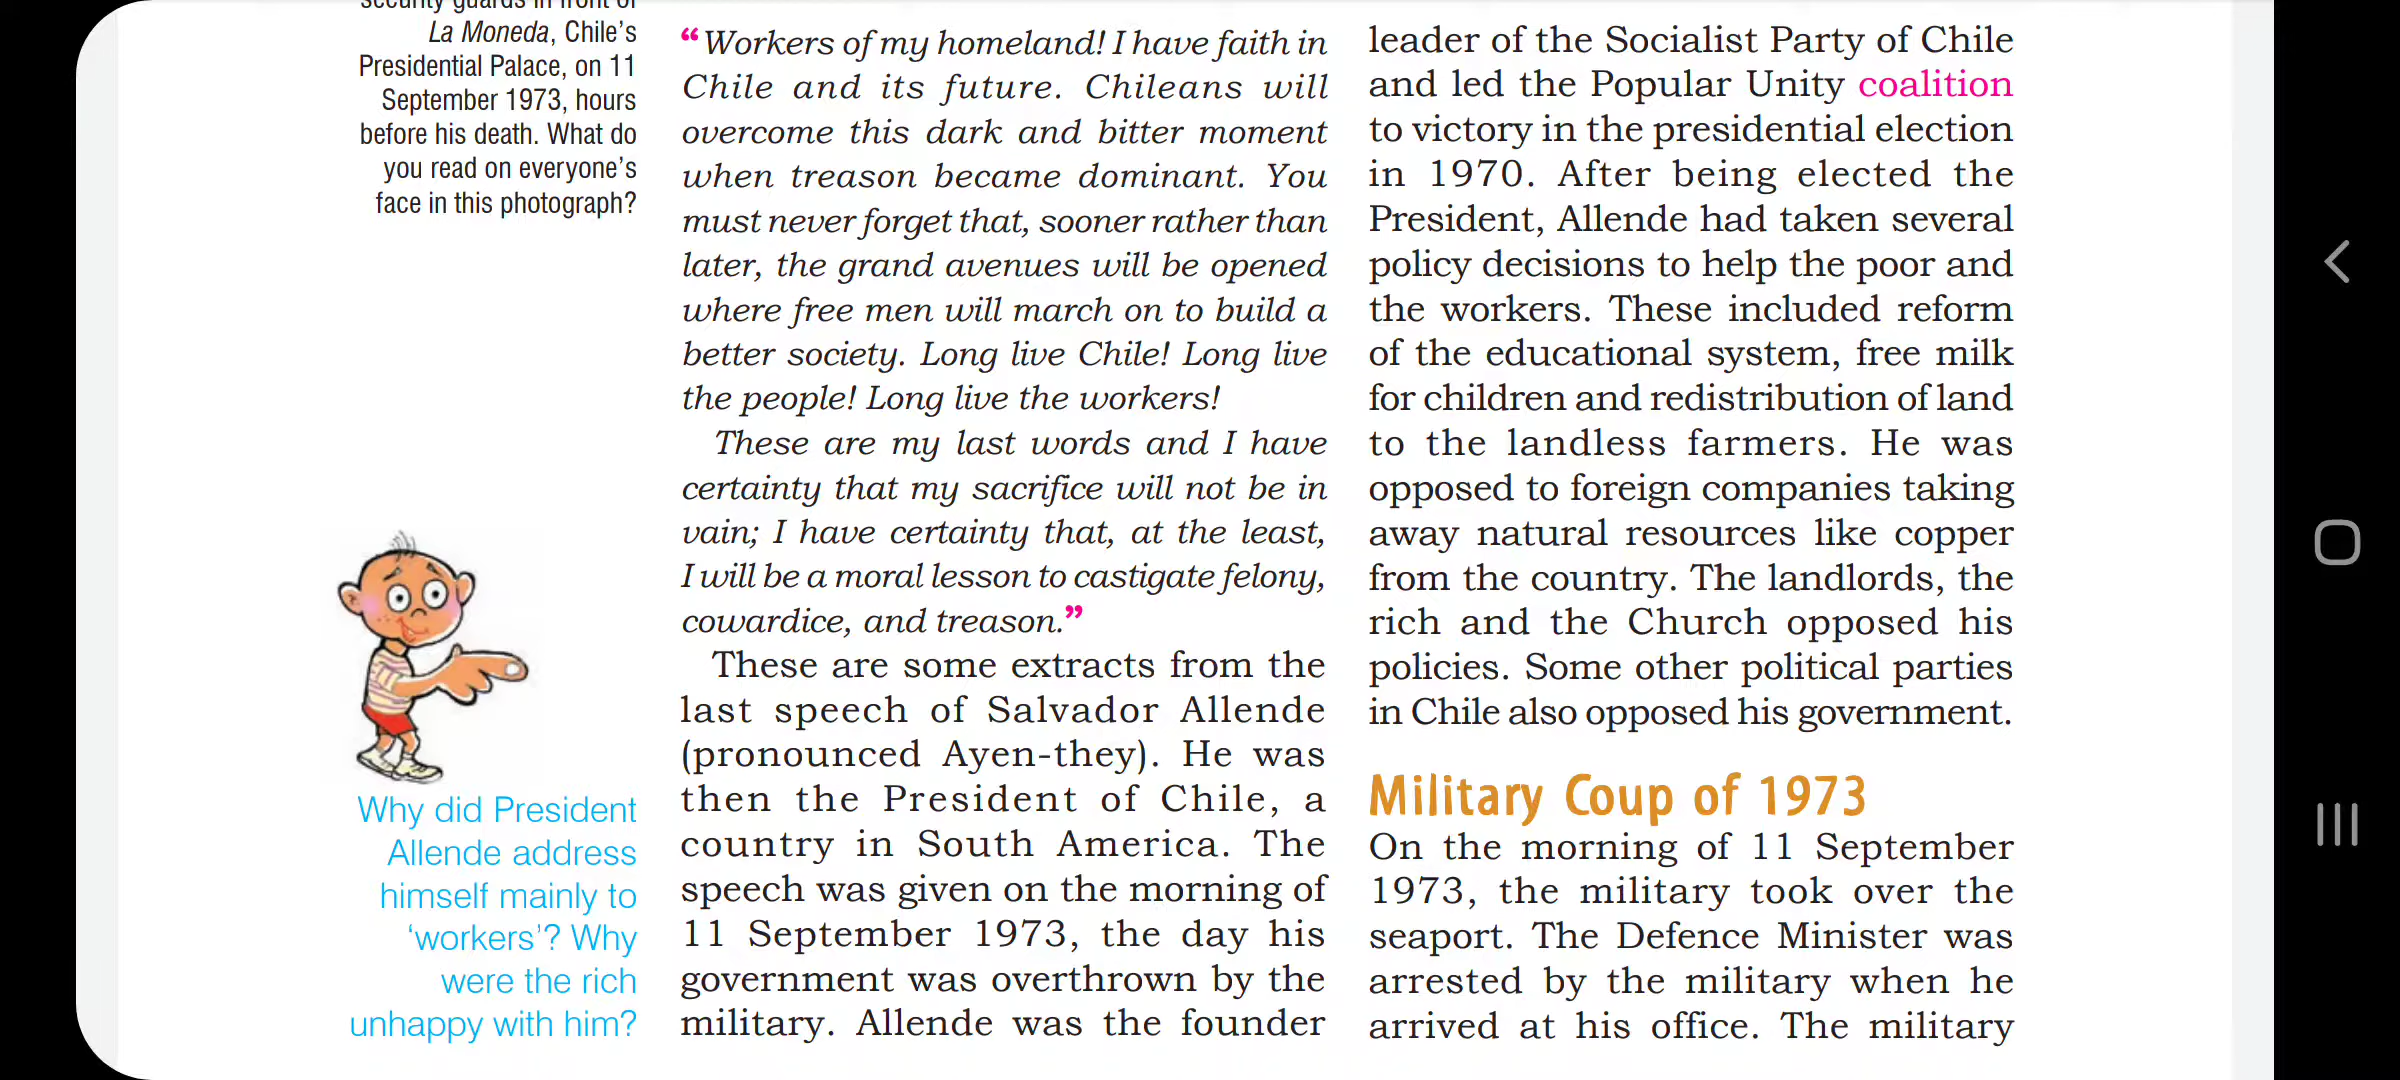 security guards in front of
La Moneda, Chile's
Presidential Palace, on 11
September 1973, hours
before his death. What do
you read on everyone's
face in this photograph?
Why did President
Allende address
himself mainly to
‘workers’? Why
were the rich
unhappy with him?
“Workers of my homeland! I have faith in
Chile and its future. Chileans will
overcome this dark and bitter moment
when treason became dominant. You
must never forget that, sooner rather than
later, the grand avenues will be opened
where free men will march on to build a
better society. Long live Chile! Long live
the people! Long live the workers!
These are my last words and I have
certainty that my sacrifice will not be in
vain; I have certainty that, at the least,
I will be a moral lesson to castigate felony,
cowardice, and treason.”
These are some extracts from the
last speech of Salvador Allende
(pronounced Ayen-they). He was
then the President of Chile, a
country in South America. The
speech was given on the morning of
11 September 1973, the day his
government was overthrown by the
military. Allende was the founder
leader of the Socialist Party of Chile
and led the Popular Unity coalition
to victory in the presidential election
in 1970. After being elected the
President, Allende had taken several
policy decisions to help the poor and
the workers. These included reform
of the educational system, free milk
for children and redistribution of land
to the landless farmers. He was
opposed to foreign companies taking
away natural resources like copper
from the country. The landlords, the
rich and the Church opposed his
policies. Some other political parties
in Chile also opposed his government.
Military Coup of 1973
On the morning of 11 September
1973, the military took over the
seaport. The Defence Minister was
arrested by the military when he
arrived at his office. The military